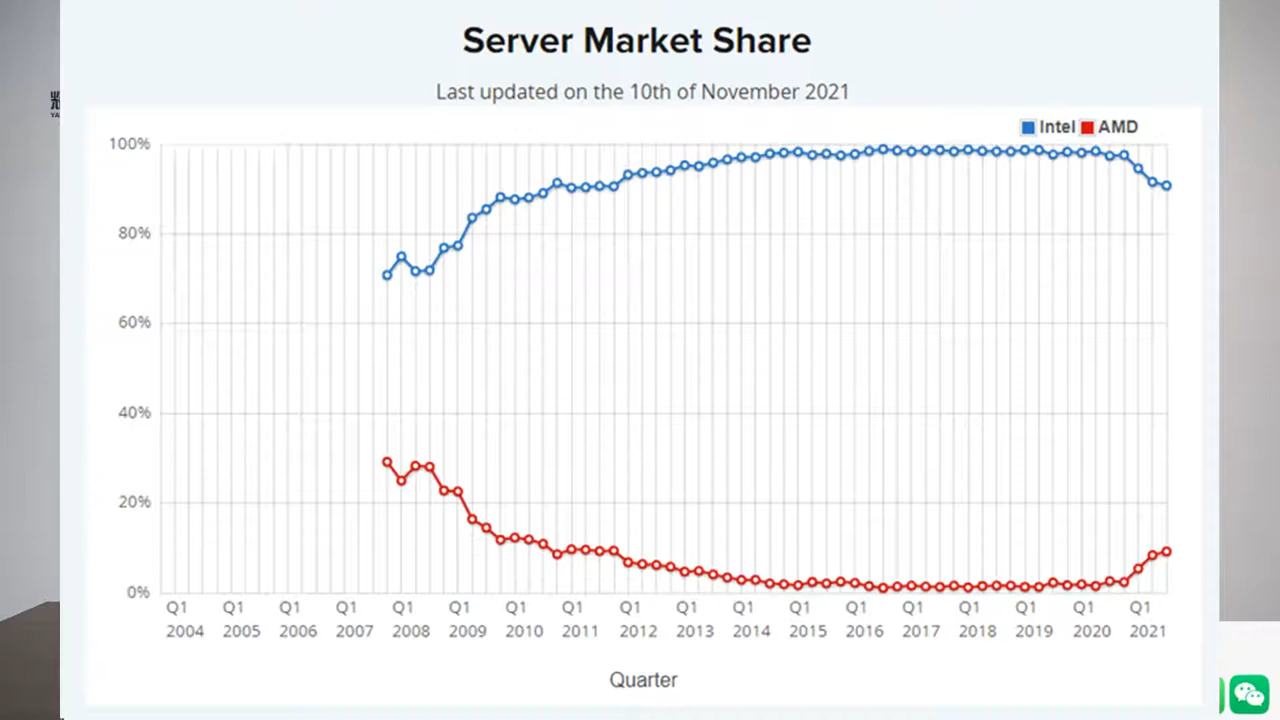 Server Market Share
Last updated on the 10th of November 2021
Intel AMD
100%
80%
60%
40%
20%
0%
Q1 Q1 Q1 Q1 Q1 Q1 Q1 Q1 Q1 Q1 Q1 Q1 Q1 Q1 Q1 Q1 Q1 Q1
2004 2005 2006 2007 2008 2009 2010 2011 2012 2013 2014 2015 2016 2017 2018 2019 2020 2021
Quarter